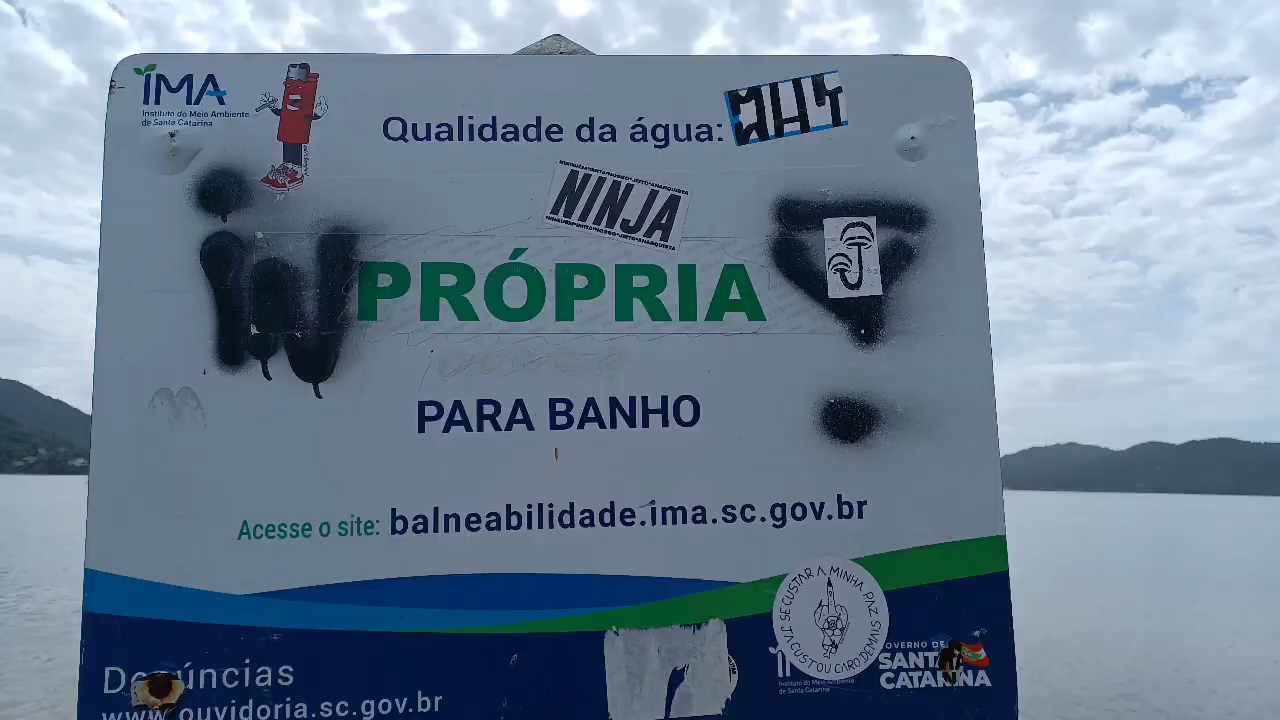 IMA
Instituto do Meio Ambiente
de Santa Catarina
Qualidade da água:
NINJA
iM PRÓPRIA !
PARA BANHO
Acesse o site: balneabilidade.ima.sc.gov.br
JÁ CUSTOU CARO DEMAIS SE CUSTAR A MINHA PAZ
Instituto do Meio Ambiente
de Santa Catarina
GOVERNO DE
SANTA
CATARINA
Denúncias
www.ouvidoria.sc.gov.br